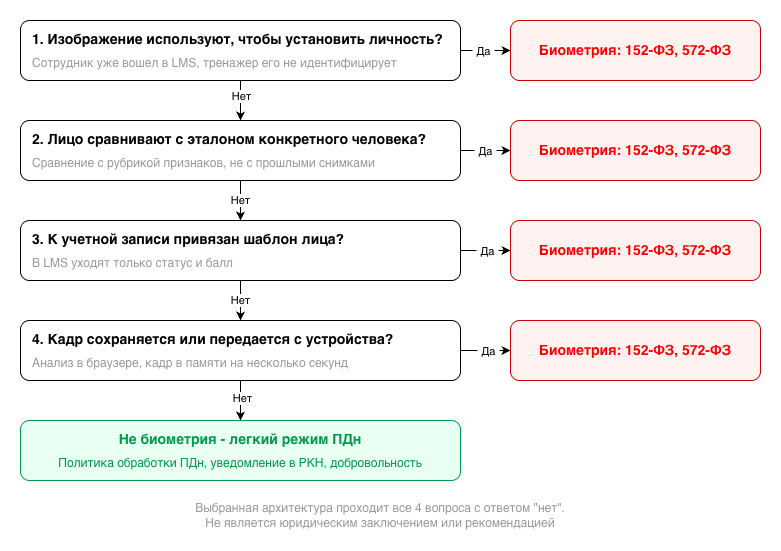 1. Изображение используют, чтобы установить личность?
Сотрудник уже вошел в LMS, тренажер его не идентифицирует
Да
Биометрия: 152-ФЗ, 572-ФЗ
Нет
2. Лицо сравнивают с эталоном конкретного человека?
Сравнение с рубрикой признаков, не с прошлыми снимками
Да
Биометрия: 152-ФЗ, 572-ФЗ
Нет
3. К учетной записи привязан шаблон лица?
В LMS уходят только статус и балл
Да
Биометрия: 152-ФЗ, 572-ФЗ
Нет
4. Кадр сохраняется или передается с устройства?
Анализ в браузере, кадр в памяти на несколько секунд
Да
Биометрия: 152-ФЗ, 572-ФЗ
Нет
Не биометрия - легкий режим ПДн
Политика обработки ПДн, уведомление в РКН, добровольность
Выбранная архитектура проходит все 4 вопроса с ответом "нет".
Не является юридическим заключением или рекомендацией